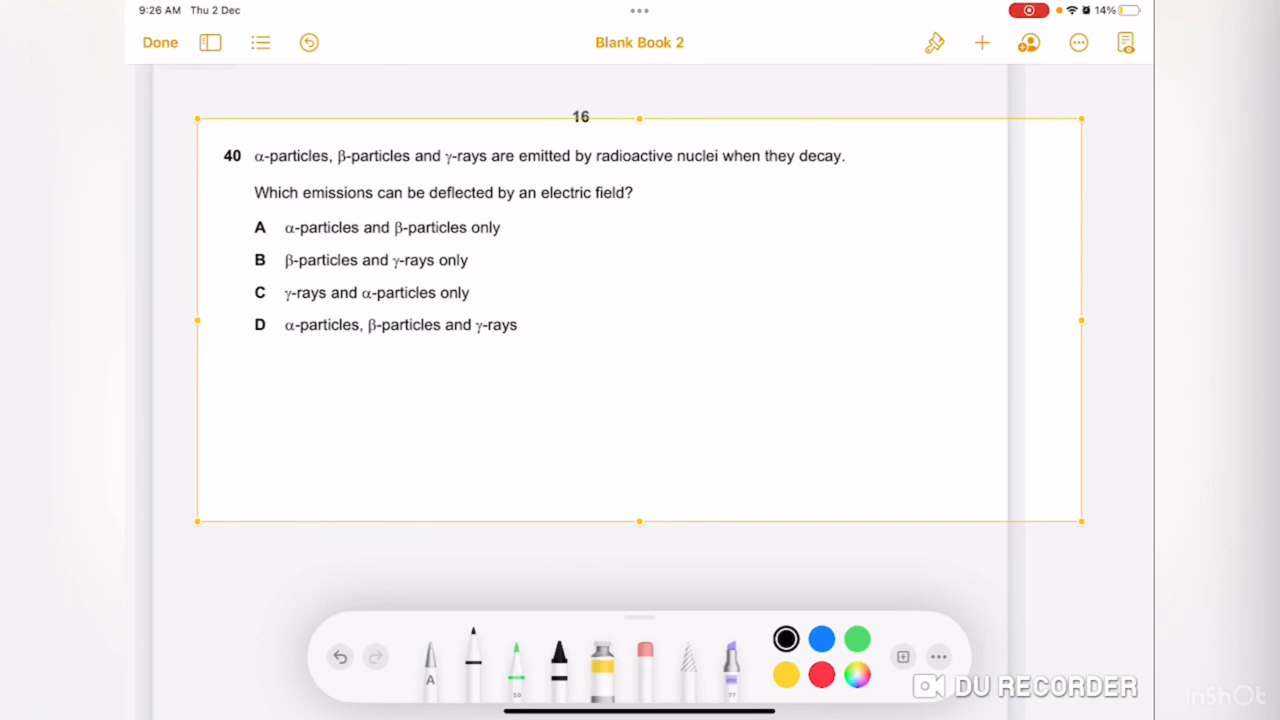 9:26 AM Thu 2 Dec
14%
Done
Blank Book 2
16
40 α-particles, β-particles and γ-rays are emitted by radioactive nuclei when they decay.
Which emissions can be deflected by an electric field?
A α-particles and β-particles only
B β-particles and γ-rays only
C γ-rays and α-particles only
D α-particles, β-particles and γ-rays
A
50
77
DU RECORDER
InShOt